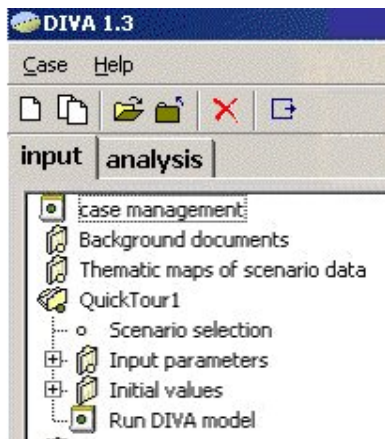 DIVA 1.3
Case Help
input analysis
case management
Background documents
Thematic maps of scenario data
QuickTour1
Scenario selection
Input parameters
Initial values
Run DIVA model